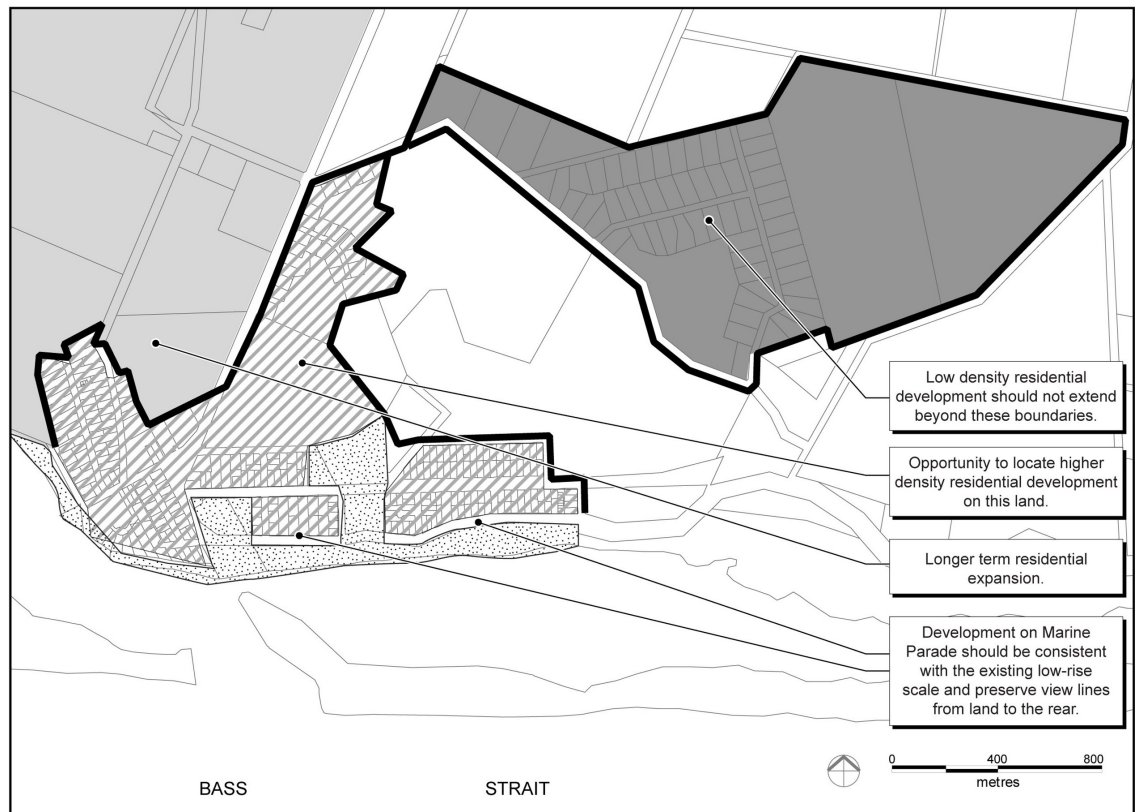 Low density residential
development should not extend
beyond these boundaries.
Opportunity to locate higher
density residential development
on this land.
Longer term residential
expansion.
Development on Marine
Parade should be consistent
with the existing low-rise
scale and preserve view lines
from land to the rear.
BASS STRAIT
0 400 800
metres